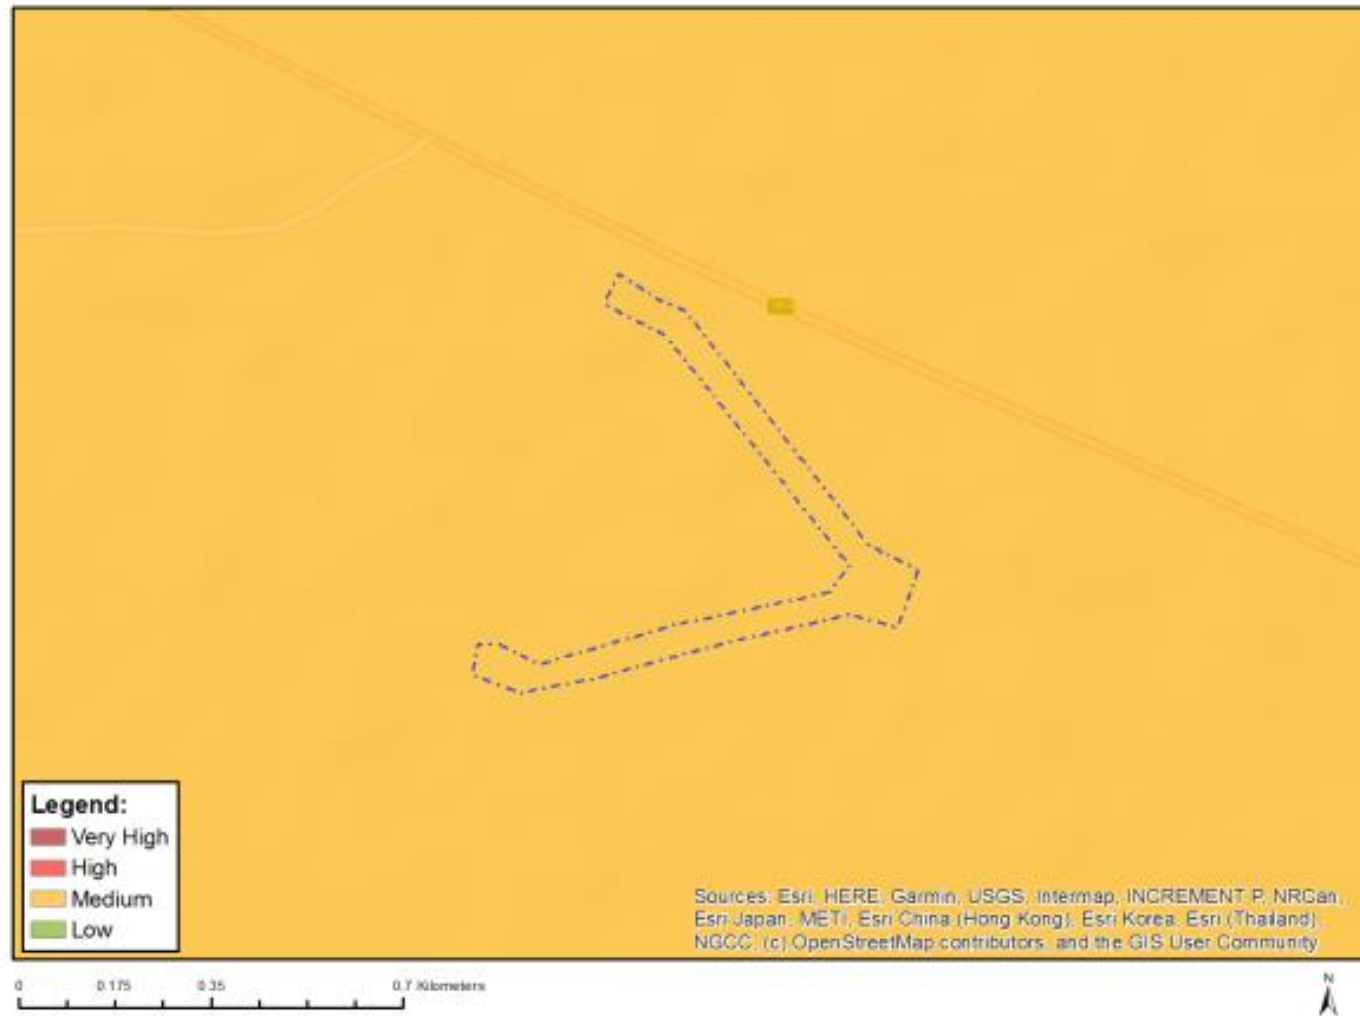 Legend:
Very High
High
Medium
Low
Sources: Esri, HERE, Garmin, USGS, Intermap, INCREMENT P, NRCan,
Esri Japan, METI, Esri China (Hong Kong), Esri Korea, Esri (Thailand),
NGCC, (c) OpenStreetMap contributors, and the GIS User Community
0 0.175 0.35 0.7 Kilometers
N